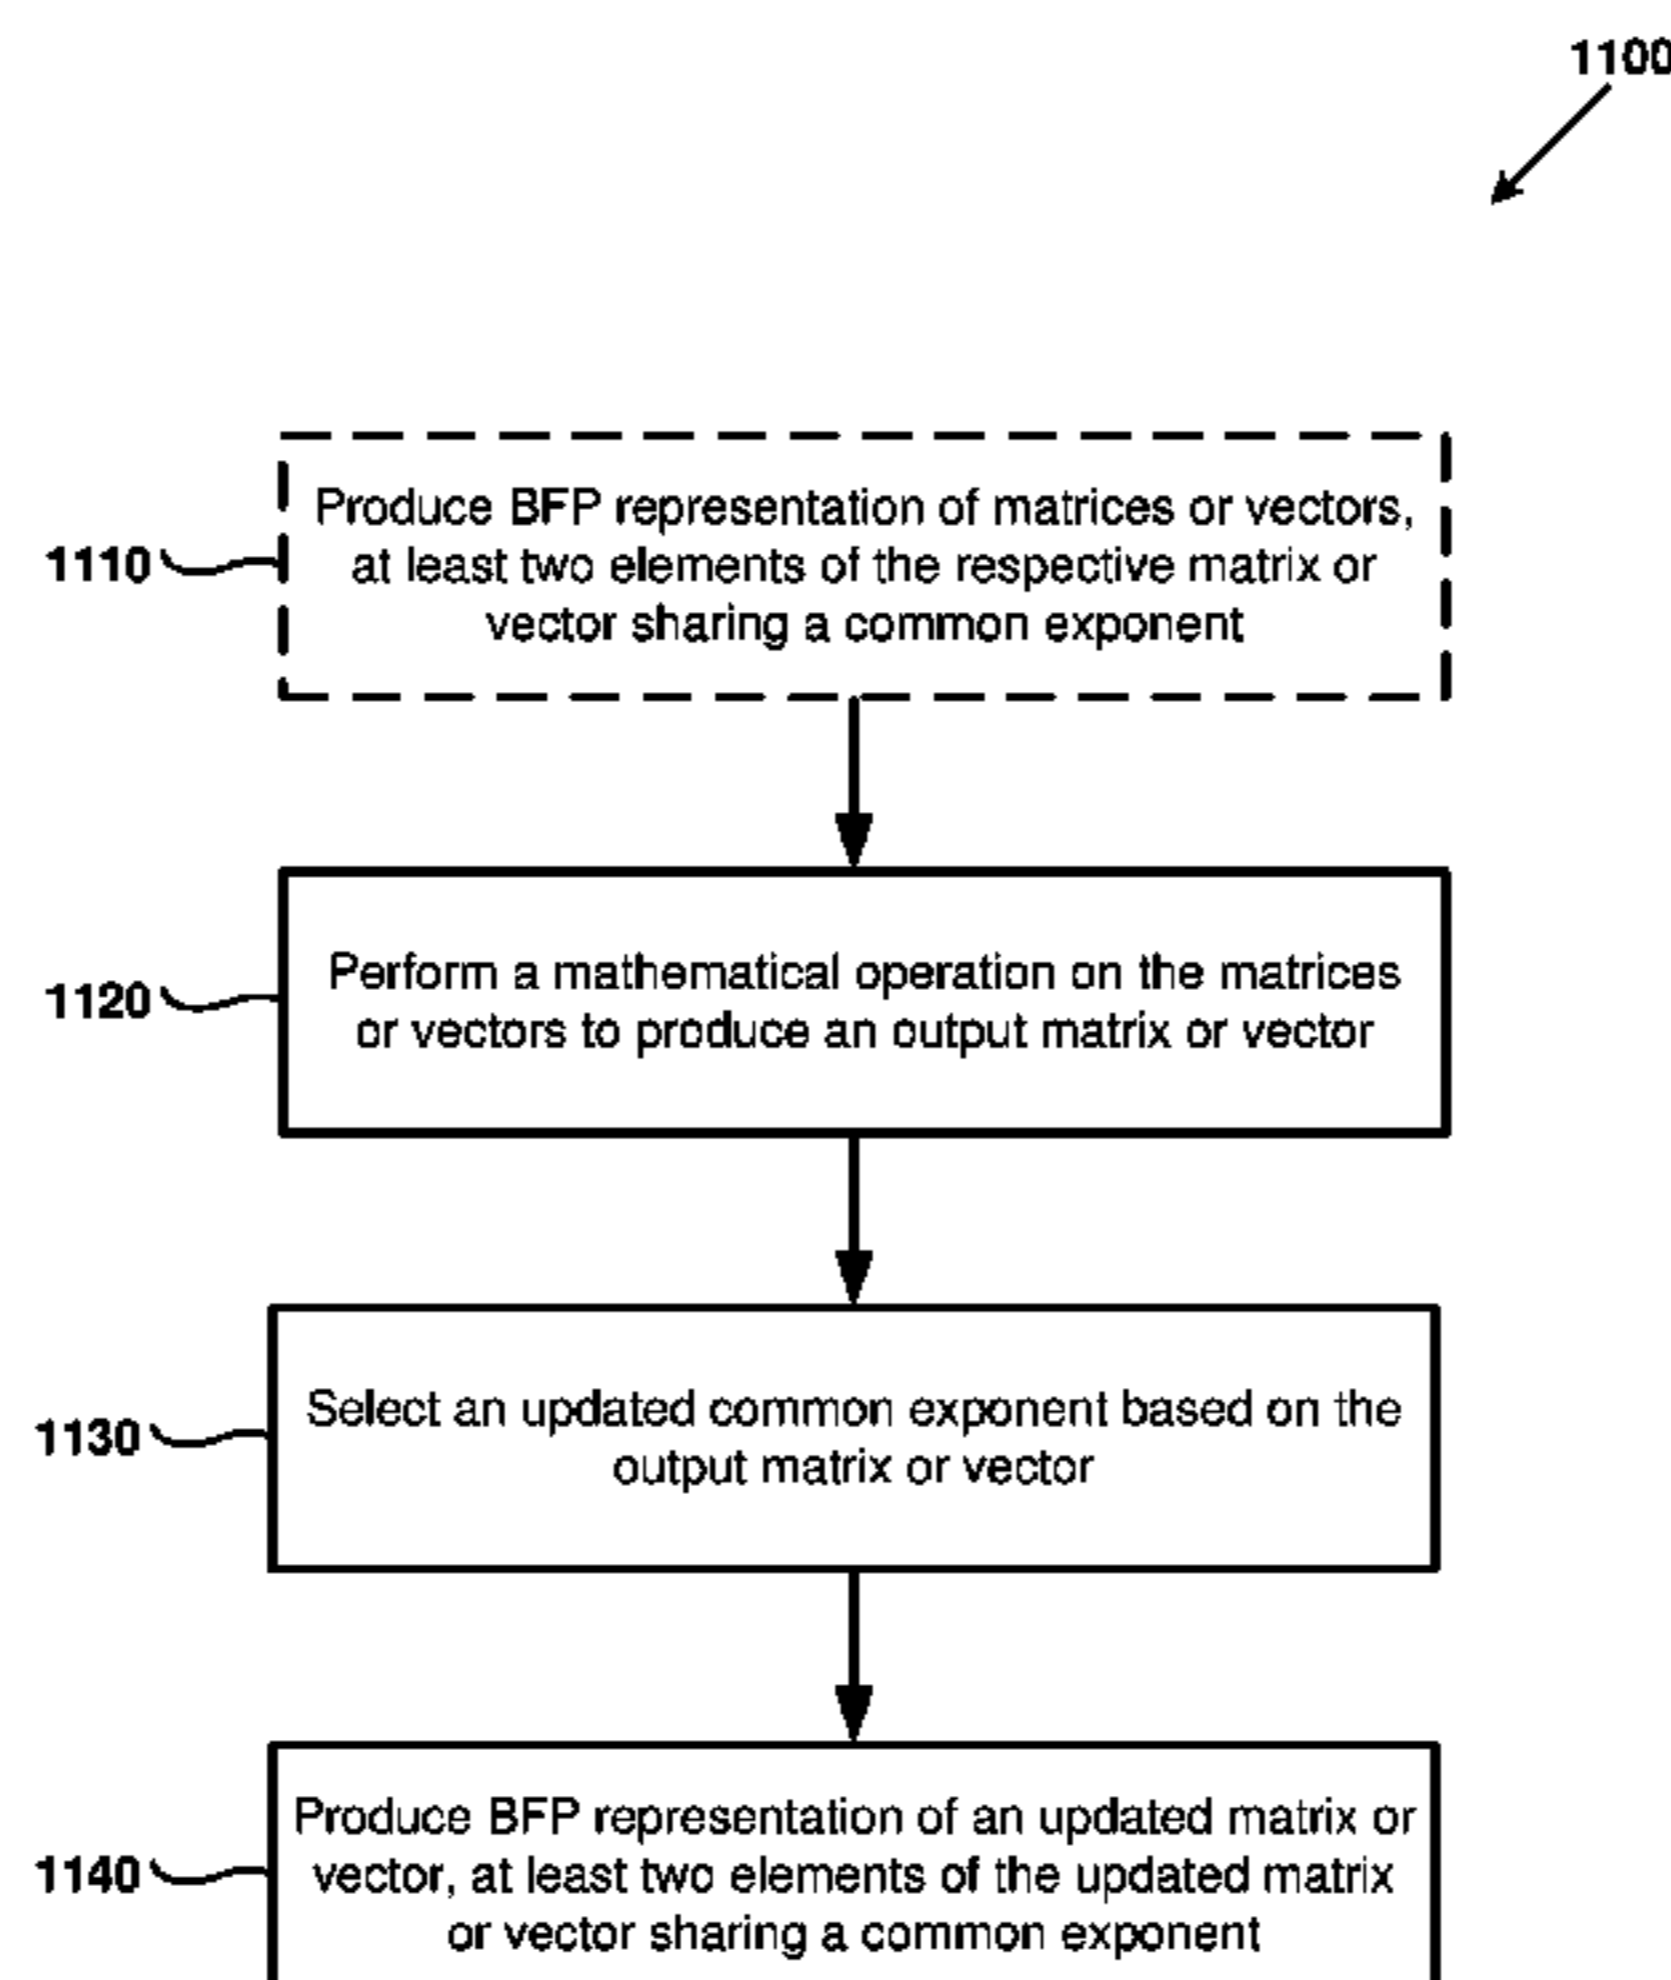 1100
Produce BFP representation of matrices or vectors,
at least two elements of the respective matrix or
vector sharing a common exponent
1110
Perform a mathematical operation on the matrices
or vectors to produce an output matrix or vector
1120
Select an updated common exponent based on the
output matrix or vector
1130
Produce BFP representation of an updated matrix or
vector, at least two elements of the updated matrix
or vector sharing a common exponent
1140